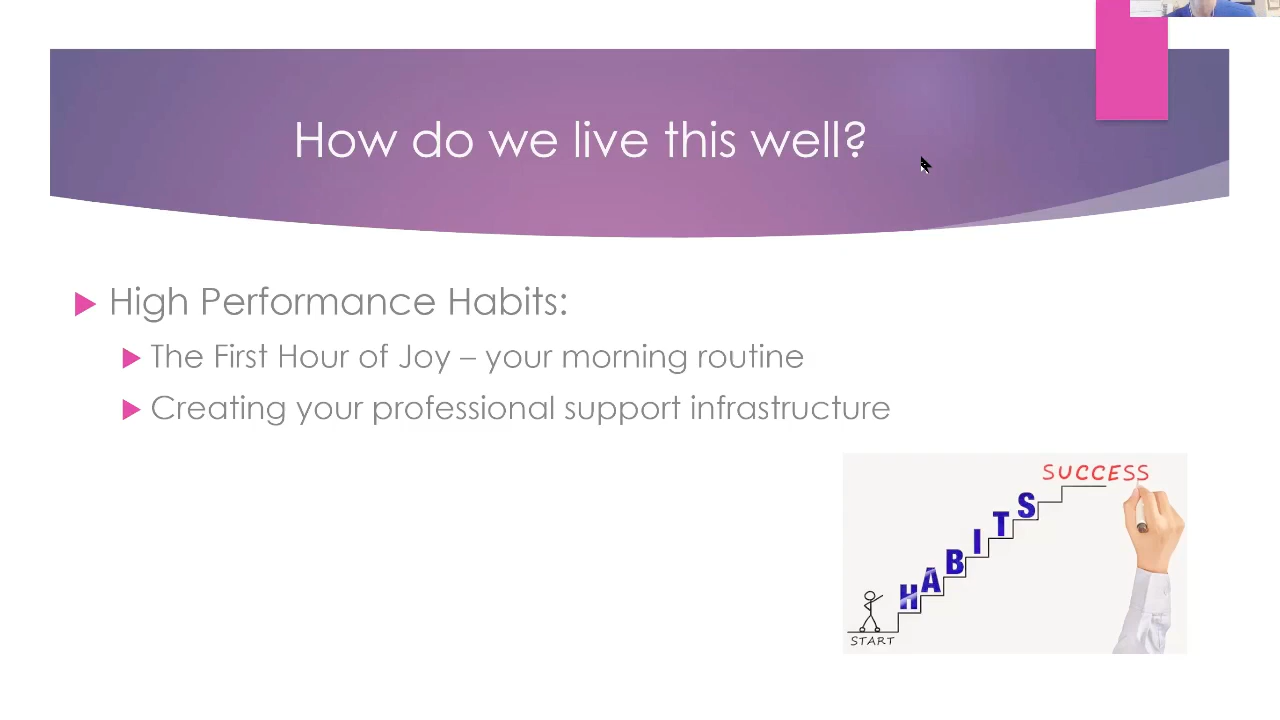 How do we live this well?
High Performance Habits:
The First Hour of Joy – your morning routine
Creating your professional support infrastructure
SUCCESS
HABITS
START